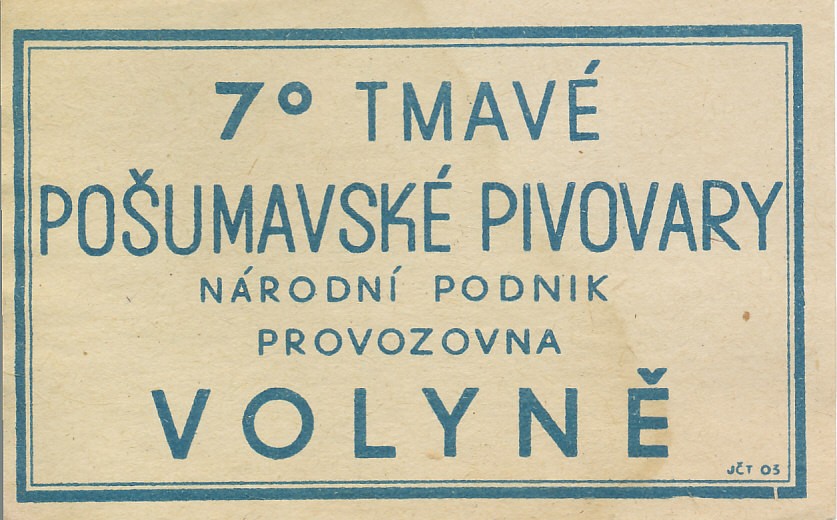 7° TMAVÉ
POŠUMAVSKÉ PIVOVARY
NÁRODNÍ PODNIK
PROVOZOVNA
VOLYNĚ
JČT 03